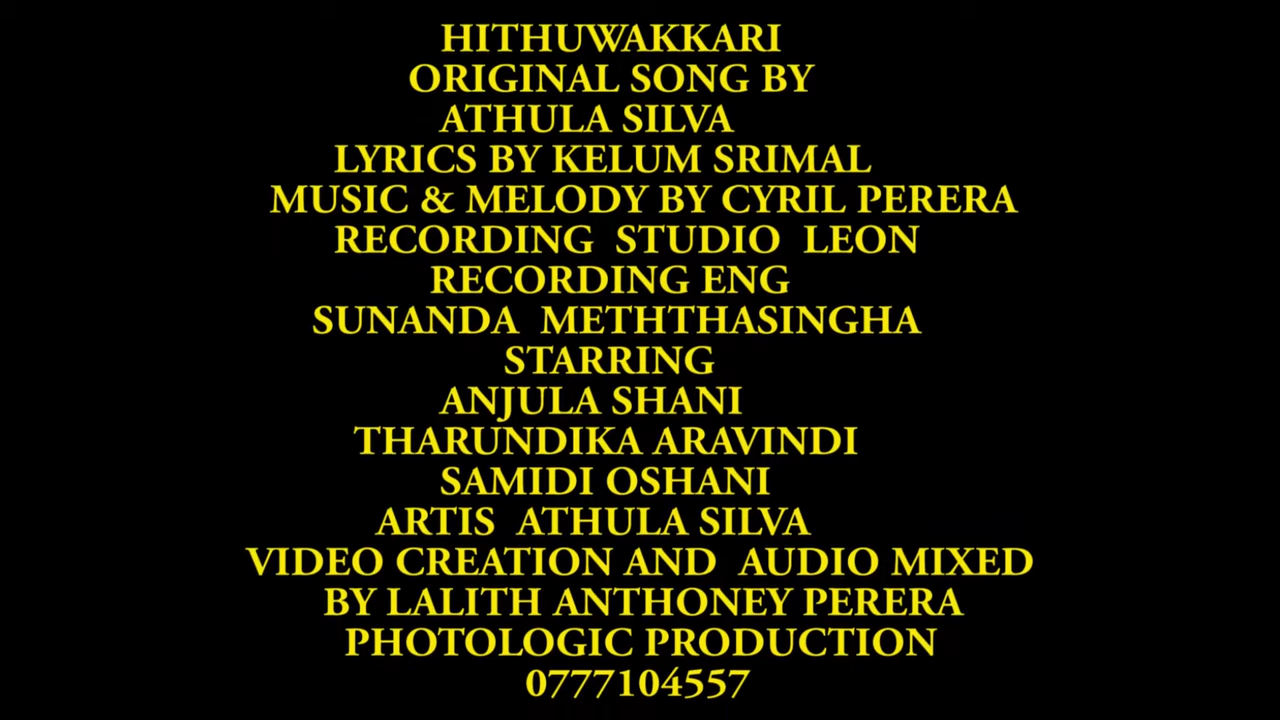 HITHUWAKKARI
ORIGINAL SONG BY
ATHULA SILVA
LYRICS BY KELUM SRIMAL
MUSIC & MELODY BY CYRIL PERERA
RECORDING STUDIO LEON
RECORDING ENG
SUNANDA METHTHASINGHA
STARRING
ANJULA SHANI
THARUNDIKA ARAVINDI
SAMIDI OSHANI
ARTIS ATHULA SILVA
VIDEO CREATION AND AUDIO MIXED
BY LALITH ANTHONEY PERERA
PHOTOLOGIC PRODUCTION
0777104557